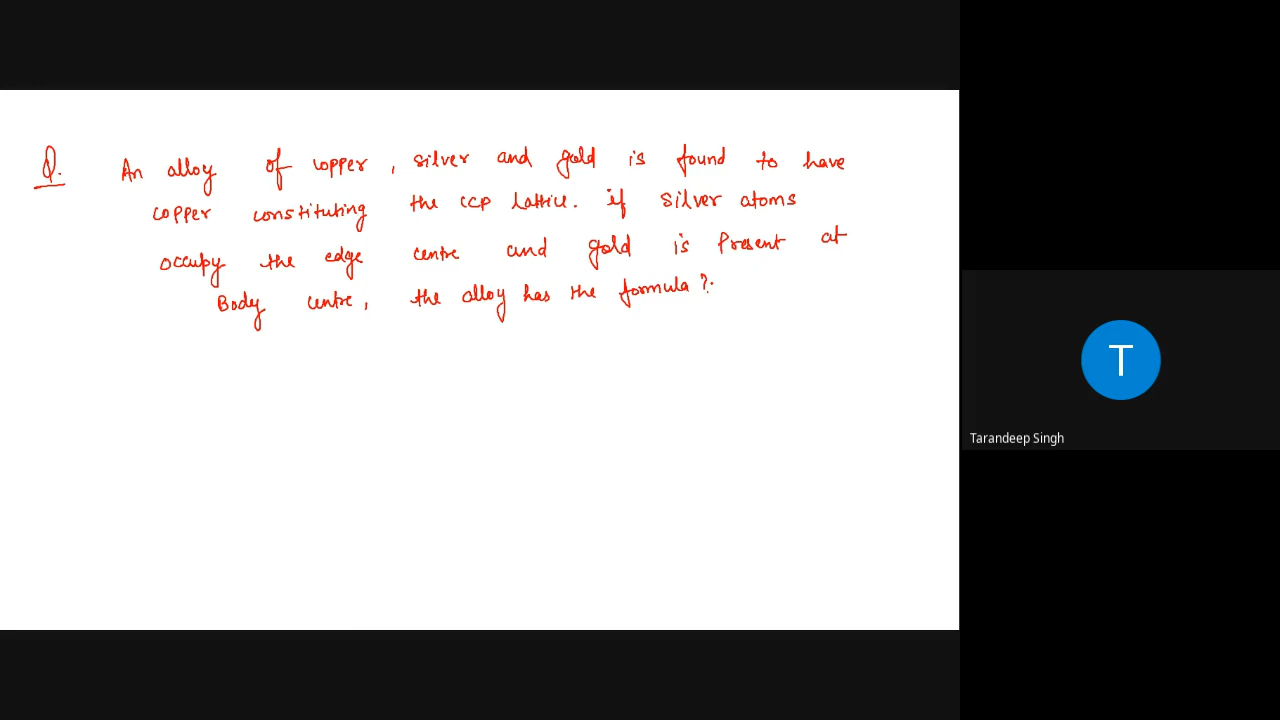 Q. An alloy of copper, silver and gold is found to have
copper constituting the CCP Lattice. if silver atoms
occupy the edge centre and gold is Present at
Body centre, the alloy has the formula?
T
Tarandeep Singh